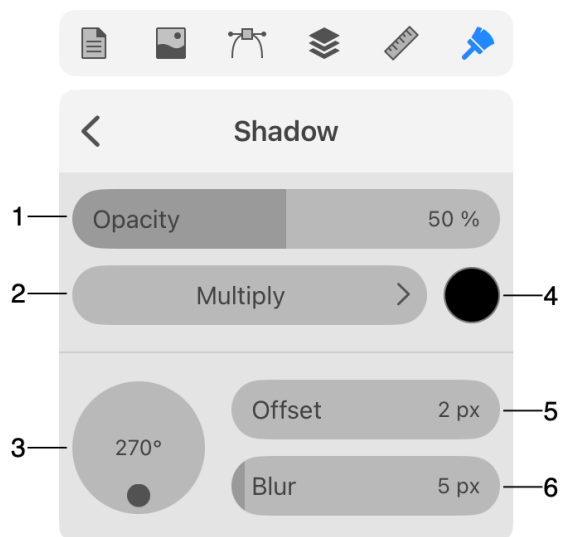 Shadow
1 Opacity 50 %
2 Multiply 4
Offset 2 px 5
3 270°
Blur 5 px 6